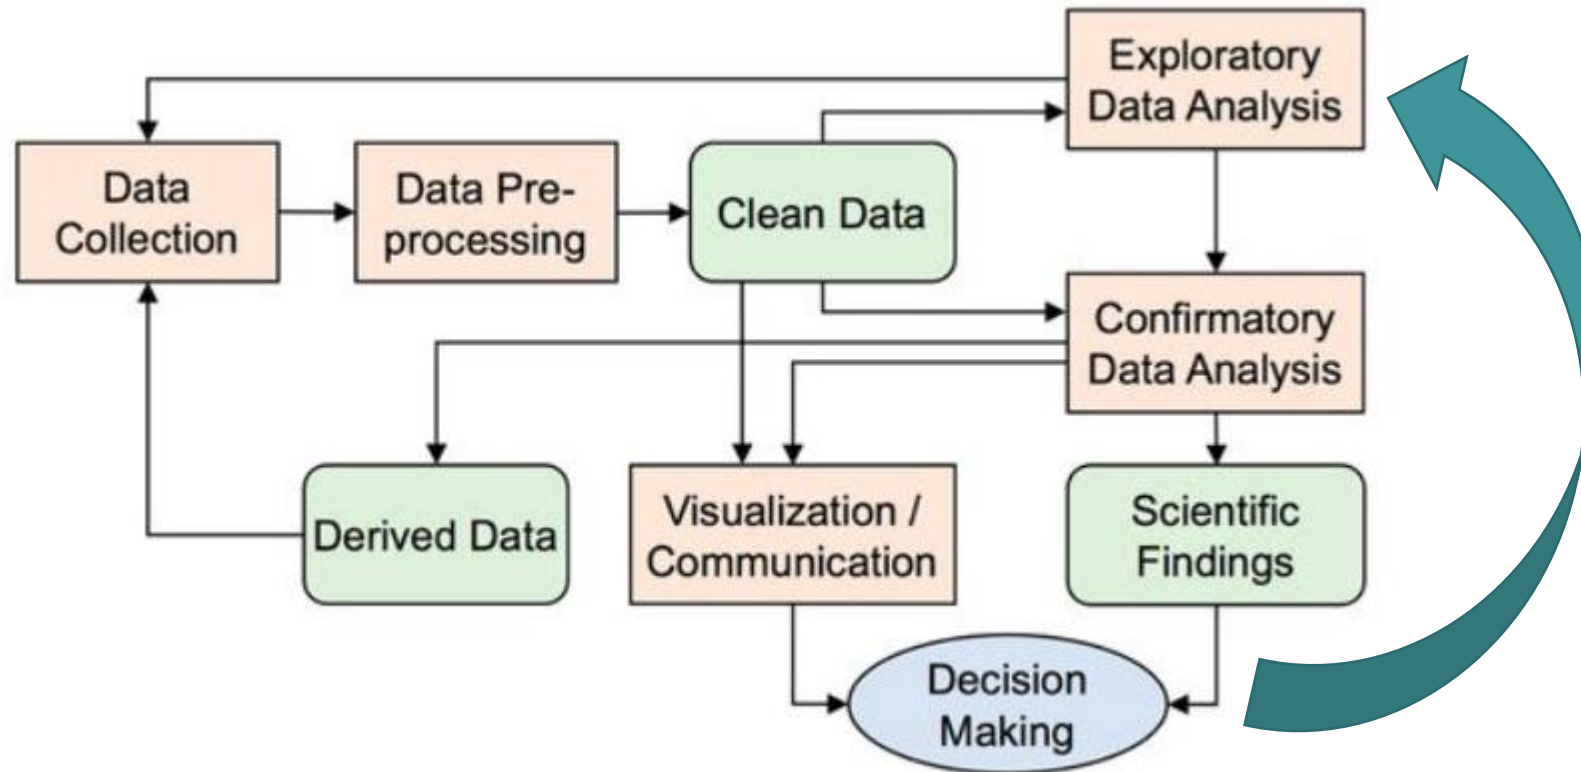 Exploratory
Data Analysis
Data
Collection
Data Pre-
processing
Clean Data
Confirmatory
Data Analysis
Derived Data
Visualization /
Communication
Scientific
Findings
Decision
Making